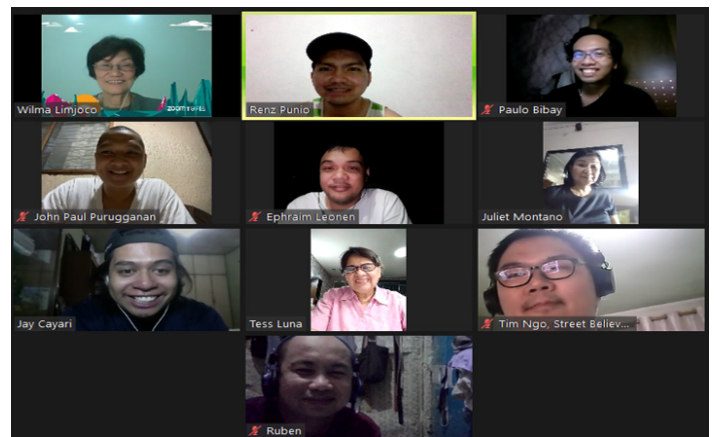 Wilma Limjoco
Renz Punio
Paulo Bibay
John Paul Purugganan
Ephraim Leonen
Juliet Montano
Jay Cayari
Tess Luna
Tim Ngo, Street Believ...
Ruben